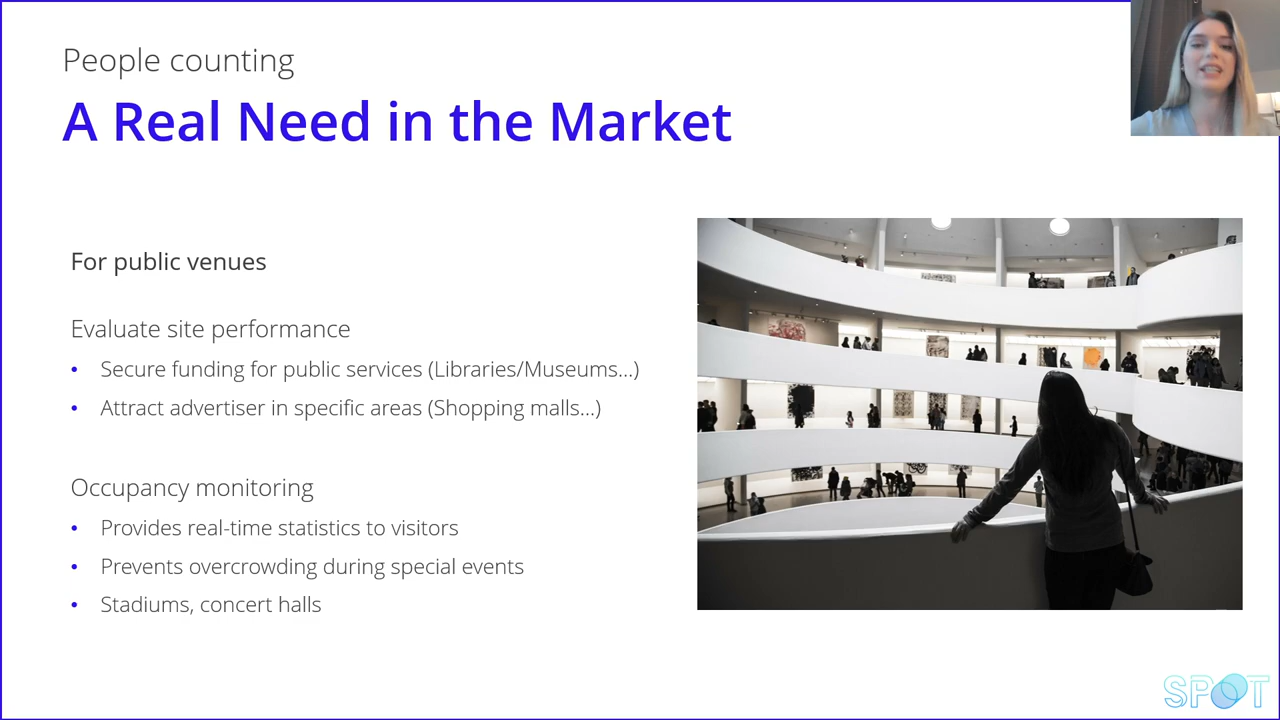 People counting
A Real Need in the Market
For public venues
Evaluate site performance
• Secure funding for public services (Libraries/Museums...)
• Attract advertiser in specific areas (Shopping malls...)
Occupancy monitoring
• Provides real-time statistics to visitors
• Prevents overcrowding during special events
• Stadiums, concert halls
SPOT